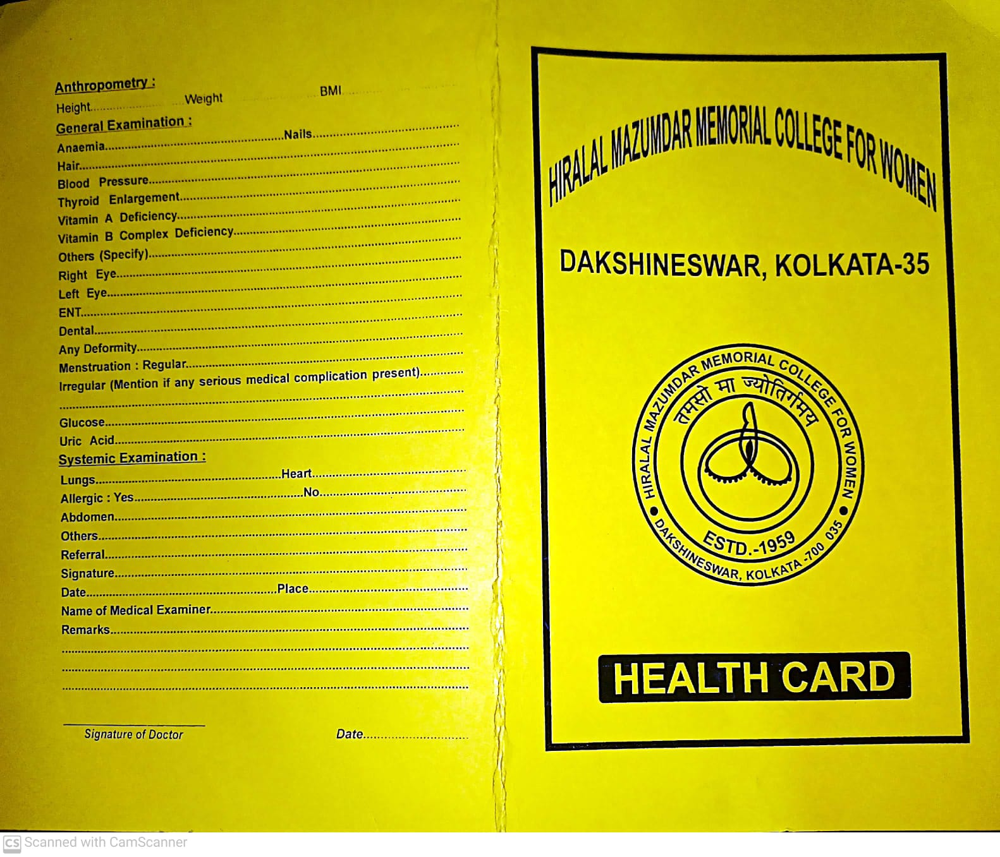 Anthropometry :
Height.................... ....Weight ........................BMI..............................
General Examination :
Anaemia..................................................Nails..........................................
Hair............................................................................................................
Blood Pressure..........................................................................................
Thyroid Enlargement.................................................................................
Vitamin A Deficiency.................................................................................
Vitamin B Complex Deficiency..................................................................
Others (Specify)..........................................................................................
Right Eye....................................................................................................
Left Eye.......................................................................................................
ENT..............................................................................................................
Dental..........................................................................................................
Any Deformity..............................................................................................
Menstruation : Regular...............................................................................
Irregular (Mention if any serious medical complication present).............
.....................................................................................................................
Glucose........................................................................................................
Uric Acid.....................................................................................................
Systemic Examination :
Lungs....................................................Heart............................................
Allergic : Yes...............................................No..........................................
Abdomen.....................................................................................................
Others..........................................................................................................
Referral........................................................................................................
Signature.....................................................................................................
Date.....................................................Place............................................
Name of Medical Examiner.........................................................................
Remarks.......................................................................................................
.....................................................................................................................
.....................................................................................................................
.....................................................................................................................
Signature of Doctor Date..............................
HIRALAL MAZUMDAR MEMORIAL COLLEGE FOR WOMEN
DAKSHINESWAR, KOLKATA-35
HIRALAL MAZUMDAR MEMORIAL COLLEGE FOR WOMEN
तमसो मा ज्योतिर्गमय
ESTD.-1959
● DAKSHINESWAR, KOLKATA -700 035 ●
HEALTH CARD
CS Scanned with CamScanner